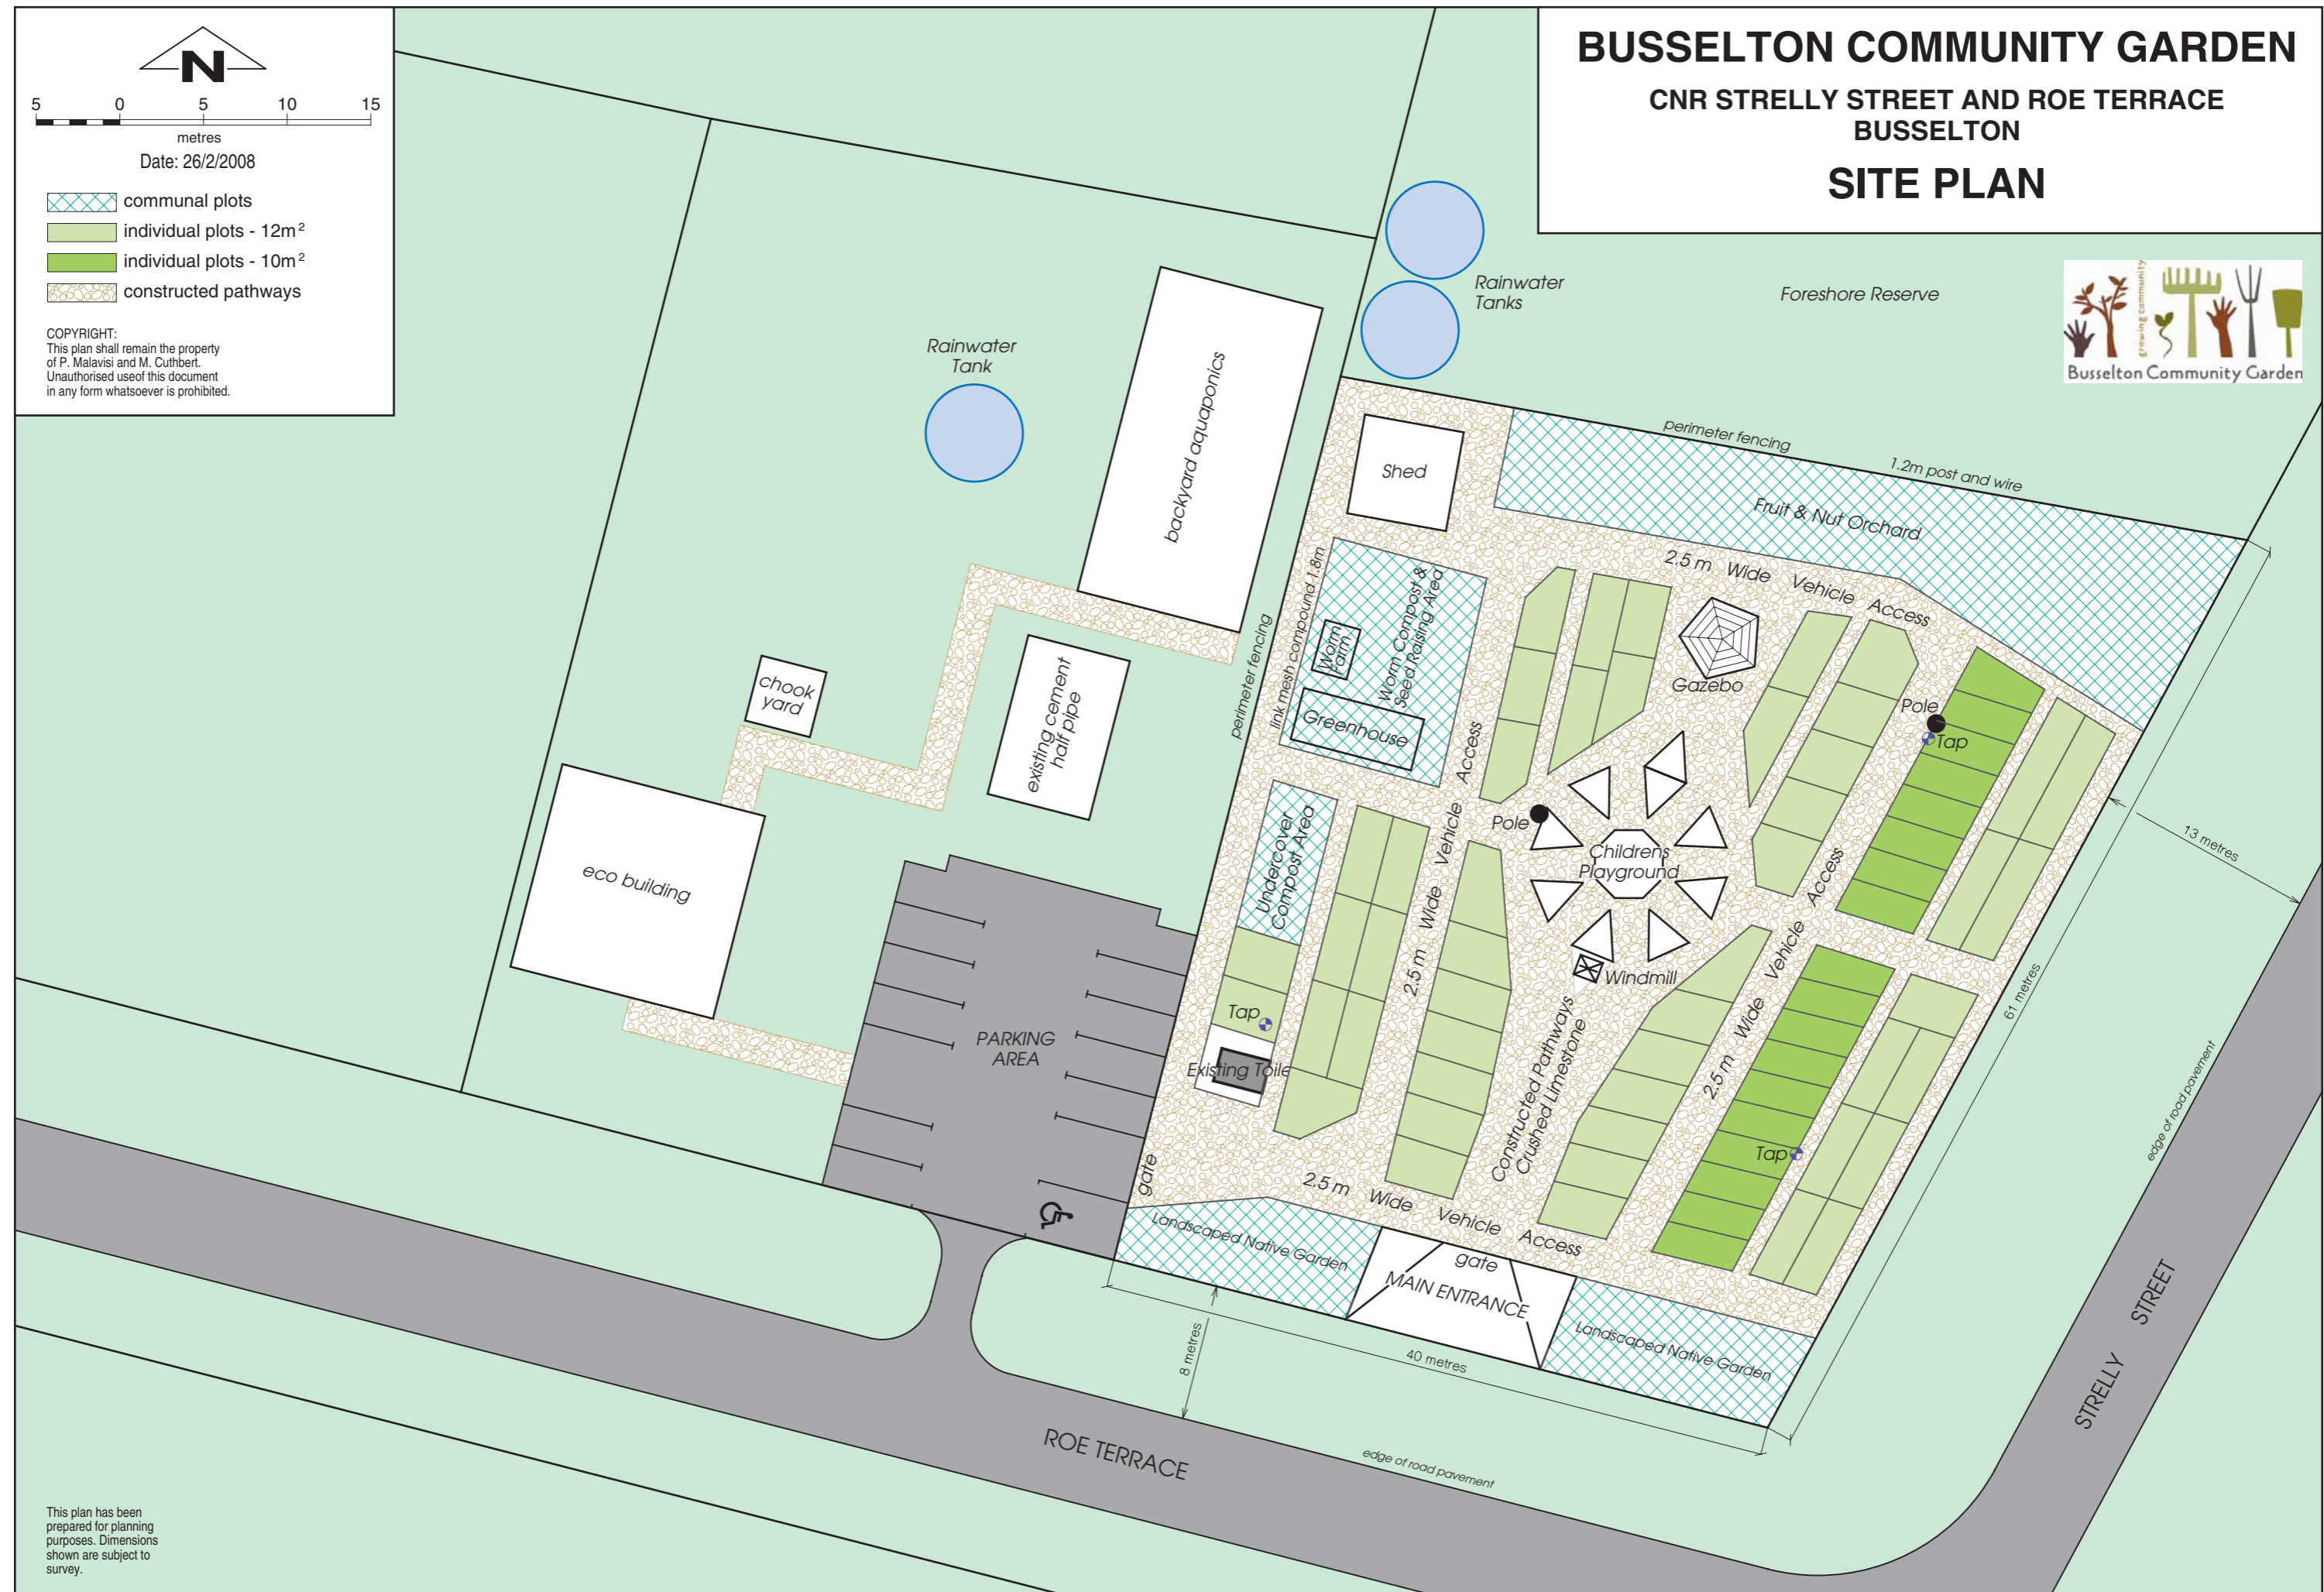 N
5 0 5 10 15
metres
Date: 26/2/2008
communal plots
individual plots - 12m²
individual plots - 10m²
constructed pathways
COPYRIGHT:
This plan shall remain the property
of P. Malavisi and M. Cuthbert.
Unauthorised useof this document
in any form whatsoever is prohibited.
BUSSELTON COMMUNITY GARDEN
CNR STRELLY STREET AND ROE TERRACE
BUSSELTON
SITE PLAN
growing community
Busselton Community Garden
Foreshore Reserve
Rainwater
Tanks
Rainwater
Tank
backyard aquaponics
Shed
perimeter fencing
1.2m post and wire
Fruit & Nut Orchard
2.5 m Wide Vehicle Access
perimeter fencing
link mesh compound 1.8m
Worm
Farm
Worm Compost &
Seed Raising Area
Greenhouse
Gazebo
Pole
Tap
chook
yard
existing cement
half pipe
eco building
Undercover
Compost Area
2.5 m Wide Vehicle Access
Pole
Childrens
Playground
Windmill
2.5 m Wide Vehicle Access
13 metres
61 metres
Tap
Existing Toile
PARKING
AREA
Constructed Pathways
Crushed Limestone
Tap
gate
2.5 m Wide Vehicle Access
Landscaped Native Garden
gate
MAIN ENTRANCE
Landscaped Native Garden
8 metres
40 metres
ROE TERRACE
edge of road pavement
edge of road pavement
STRELLY STREET
This plan has been
prepared for planning
purposes. Dimensions
shown are subject to
survey.